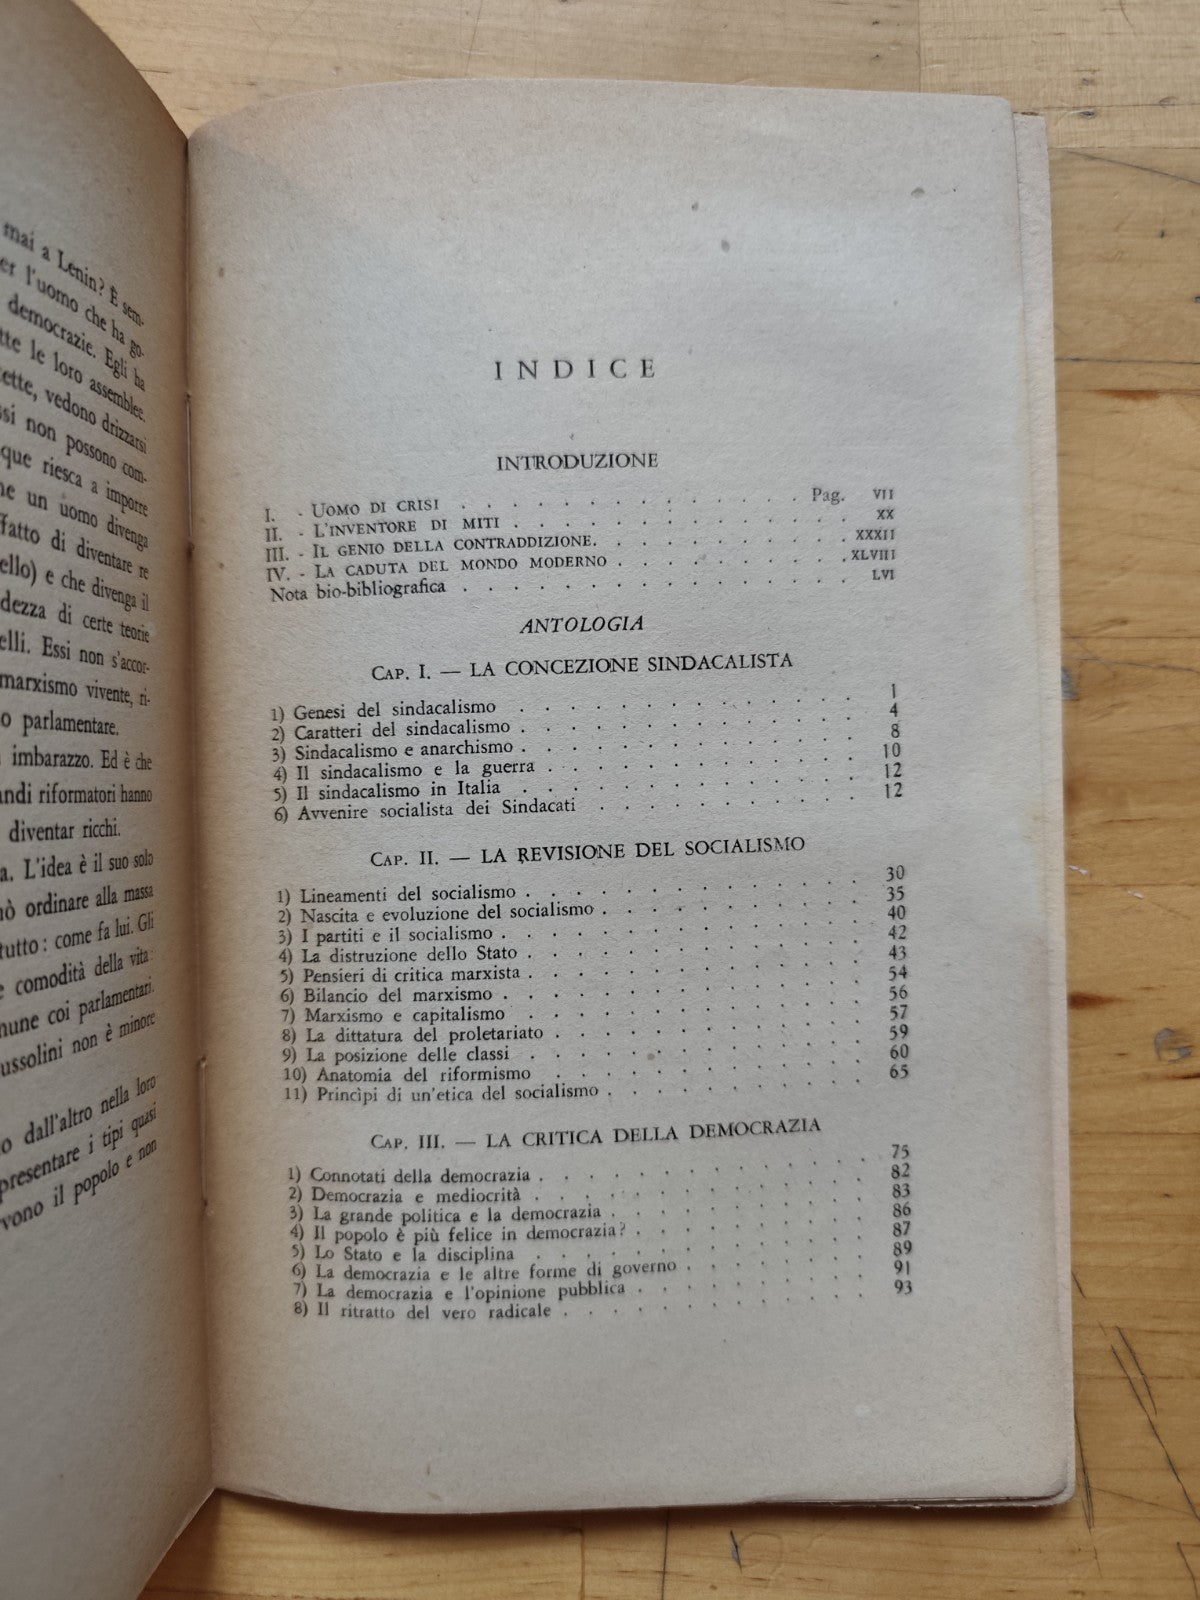 mai a Lenin? È sem-
er l'uomo che ha go-
democrazie. Egli ha
tte le loro assemblee.
ette, vedono drizzarsi
ssi non possono com-
que riesca a imporre
ne un uomo divenga
fatto di diventare re
ello) e che divenga il
dezza di certe teorie
elli. Essi non s'accor-
marxismo vivente, ri-
o parlamentare.
imbarazzo. Ed è che
andi riformatori hanno
diventar ricchi.
a. L'idea è il suo solo
nò ordinare alla massa
tutto: come fa lui. Gli
e comodità della vita:
nune coi parlamentari.
ussolini non è minore
o dall'altro nella loro
presentare i tipi quasi
vono il popolo e non
INDICE
INTRODUZIONE
I. - UOMO DI CRISI . . . . . . . . . . . . . . . Pag. VII
II. - L'INVENTORE DI MITI . . . . . . . . . . . . . . . XX
III. - IL GENIO DELLA CONTRADDIZIONE. . . . . . . . . . . . XXXII
IV. - LA CADUTA DEL MONDO MODERNO . . . . . . . . . . . XLVIII
Nota bio-bibliografica . . . . . . . . . . . . . . . . . LVI
ANTOLOGIA
CAP. I. — LA CONCEZIONE SINDACALISTA
1) Genesi del sindacalismo . . . . . . . . . . . . . . . 1
2) Caratteri del sindacalismo . . . . . . . . . . . . . . . 4
3) Sindacalismo e anarchismo . . . . . . . . . . . . . . . 8
4) Il sindacalismo e la guerra . . . . . . . . . . . . . . 10
5) Il sindacalismo in Italia . . . . . . . . . . . . . . . 12
6) Avvenire socialista dei Sindacati . . . . . . . . . . . . 12
CAP. II. — LA REVISIONE DEL SOCIALISMO
1) Lineamenti del socialismo . . . . . . . . . . . . . . . 30
2) Nascita e evoluzione del socialismo . . . . . . . . . . . 35
3) I partiti e il socialismo . . . . . . . . . . . . . . . 40
4) La distruzione dello Stato . . . . . . . . . . . . . . . 42
5) Pensieri di critica marxista . . . . . . . . . . . . . . 43
6) Bilancio del marxismo . . . . . . . . . . . . . . . . 54
7) Marxismo e capitalismo . . . . . . . . . . . . . . . 56
8) La dittatura del proletariato . . . . . . . . . . . . . . 57
9) La posizione delle classi . . . . . . . . . . . . . . . 59
10) Anatomia del riformismo . . . . . . . . . . . . . . . 60
11) Princìpi di un'etica del socialismo . . . . . . . . . . . 65
CAP. III. — LA CRITICA DELLA DEMOCRAZIA
1) Connotati della democrazia . . . . . . . . . . . . . . 75
2) Democrazia e mediocrità . . . . . . . . . . . . . . . 82
3) La grande politica e la democrazia . . . . . . . . . . . 83
4) Il popolo è più felice in democrazia? . . . . . . . . . . 86
5) Lo Stato e la disciplina . . . . . . . . . . . . . . . 87
6) La democrazia e le altre forme di governo . . . . . . . . 89
7) La democrazia e l'opinione pubblica . . . . . . . . . . . 91
8) Il ritratto del vero radicale . . . . . . . . . . . . . . 93